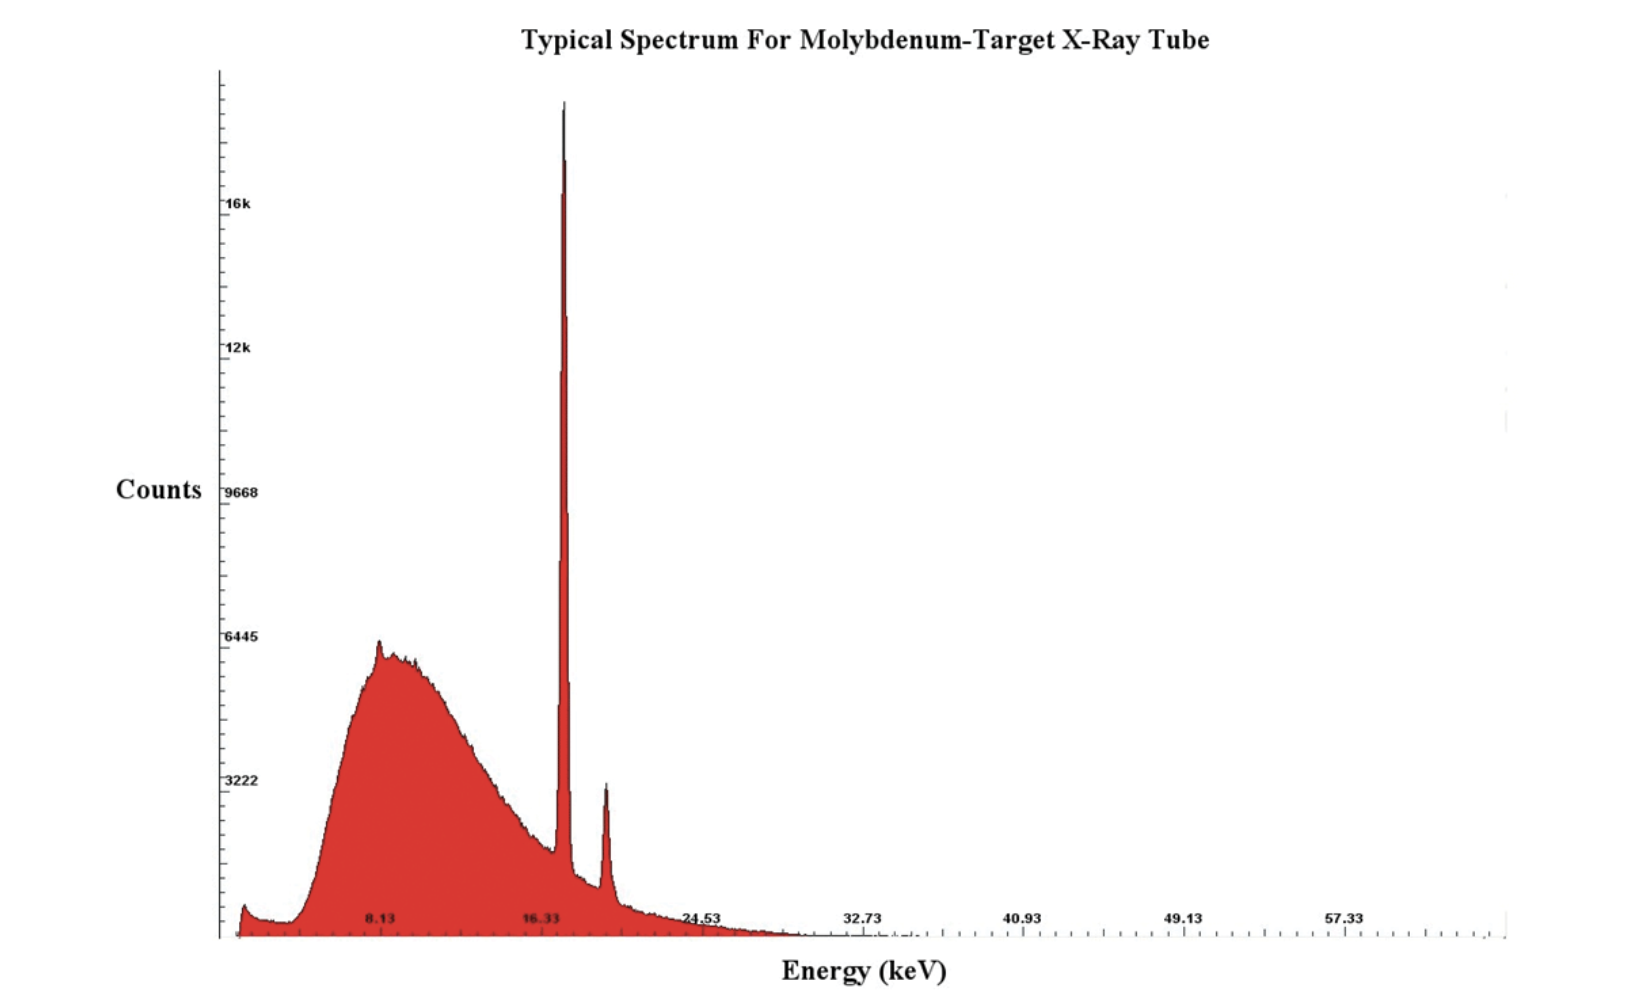 Typical Spectrum For Molybdenum-Target X-Ray Tube
16k
12k
Counts
9668
6445
3222
8.13 16.33 24.53 32.73 40.93 49.13 57.33
Energy (keV)